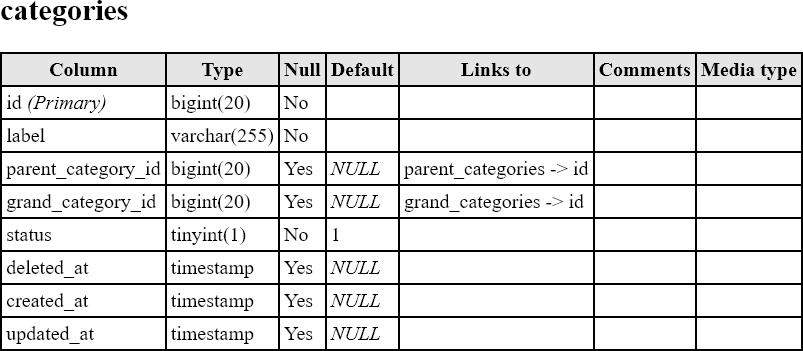 categories
Column Type Null Default Links to Comments Media type
id (Primary) bigint(20) No
label varchar(255) No
parent_category_id bigint(20) Yes NULL parent_categories -> id
grand_category_id bigint(20) Yes NULL grand_categories -> id
status tinyint(1) No 1
deleted_at timestamp Yes NULL
created_at timestamp Yes NULL
updated_at timestamp Yes NULL